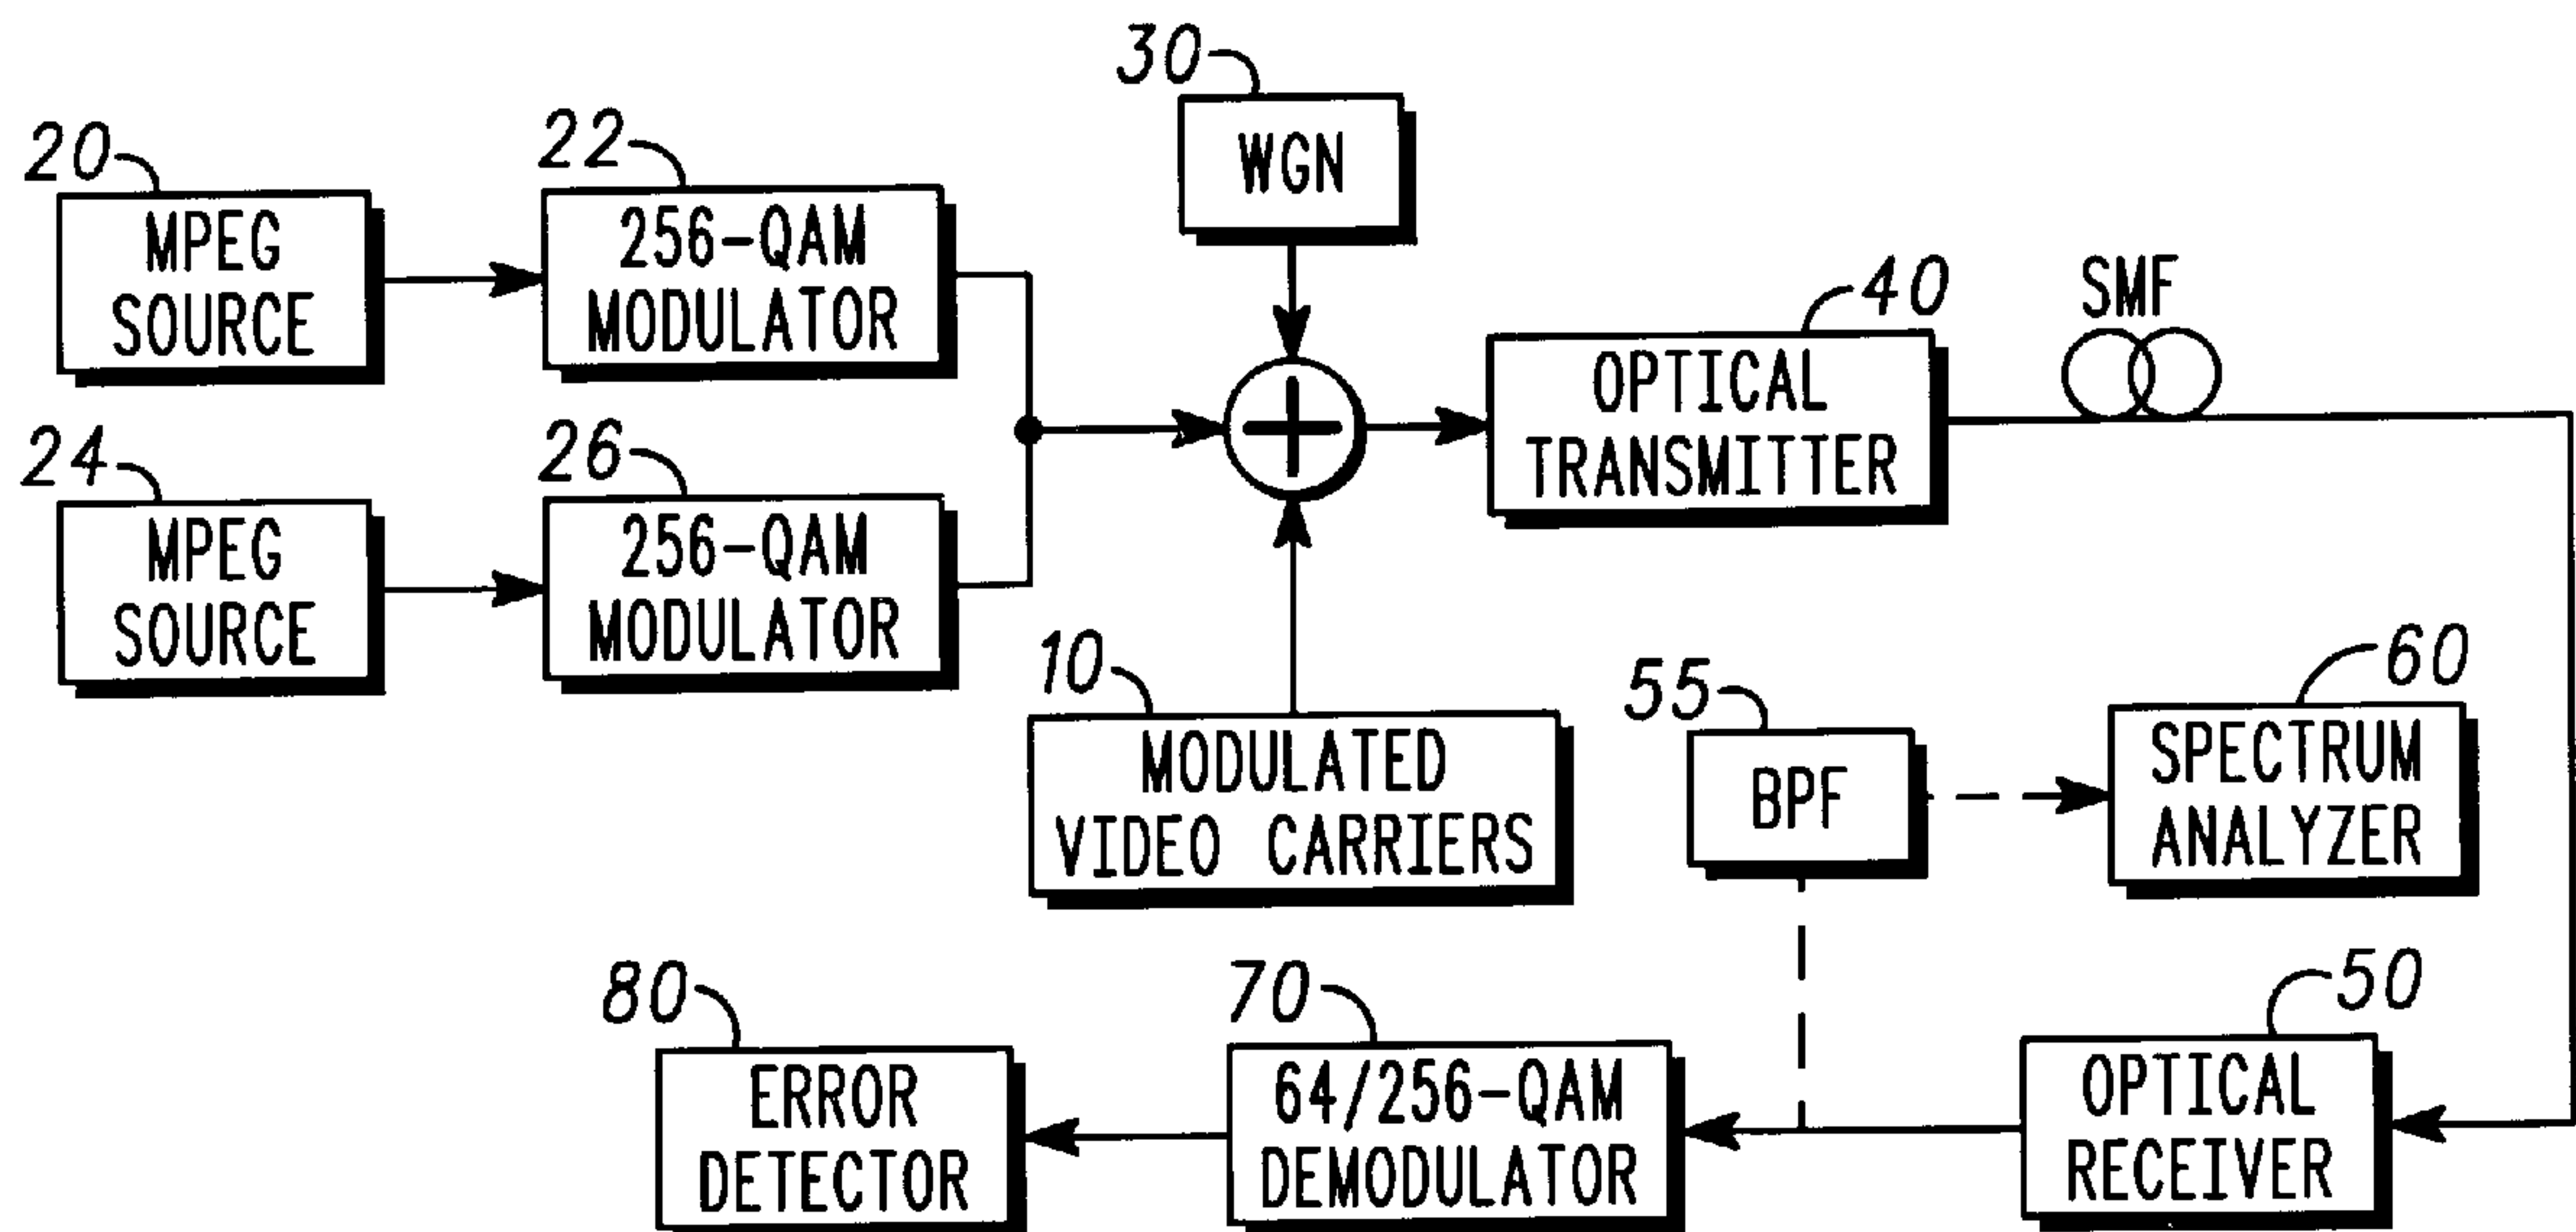 30
WGN
20
MPEG
SOURCE
22
256-QAM
MODULATOR
40
OPTICAL
TRANSMITTER
SMF
24
MPEG
SOURCE
26
256-QAM
MODULATOR
10
MODULATED
VIDEO CARRIERS
55
BPF
60
SPECTRUM
ANALYZER
80
ERROR
DETECTOR
70
64/256-QAM
DEMODULATOR
50
OPTICAL
RECEIVER